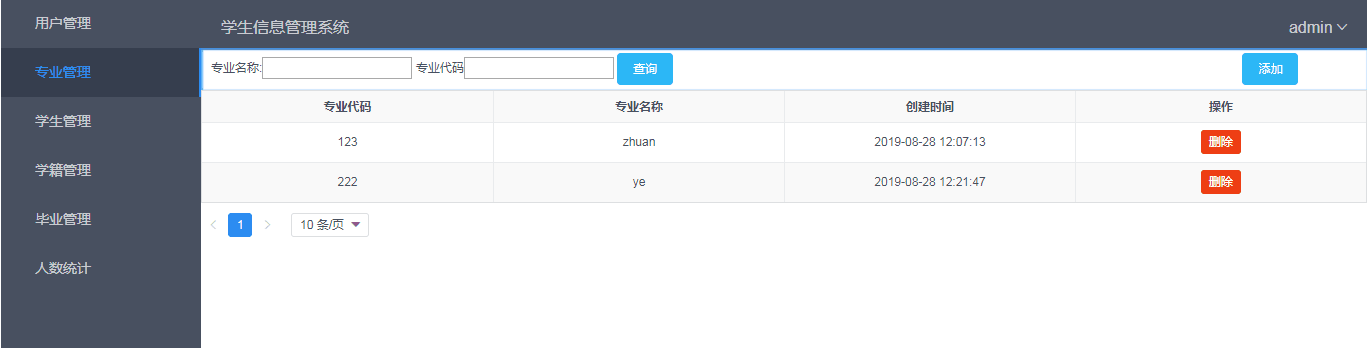 用户管理
学生信息管理系统
admin
专业管理
专业名称: 专业代码 查询 添加
专业代码 专业名称 创建时间 操作
学生管理
123 zhuan 2019-08-28 12:07:13 删除
学籍管理
222 ye 2019-08-28 12:21:47 删除
毕业管理
1 10 条/页
人数统计